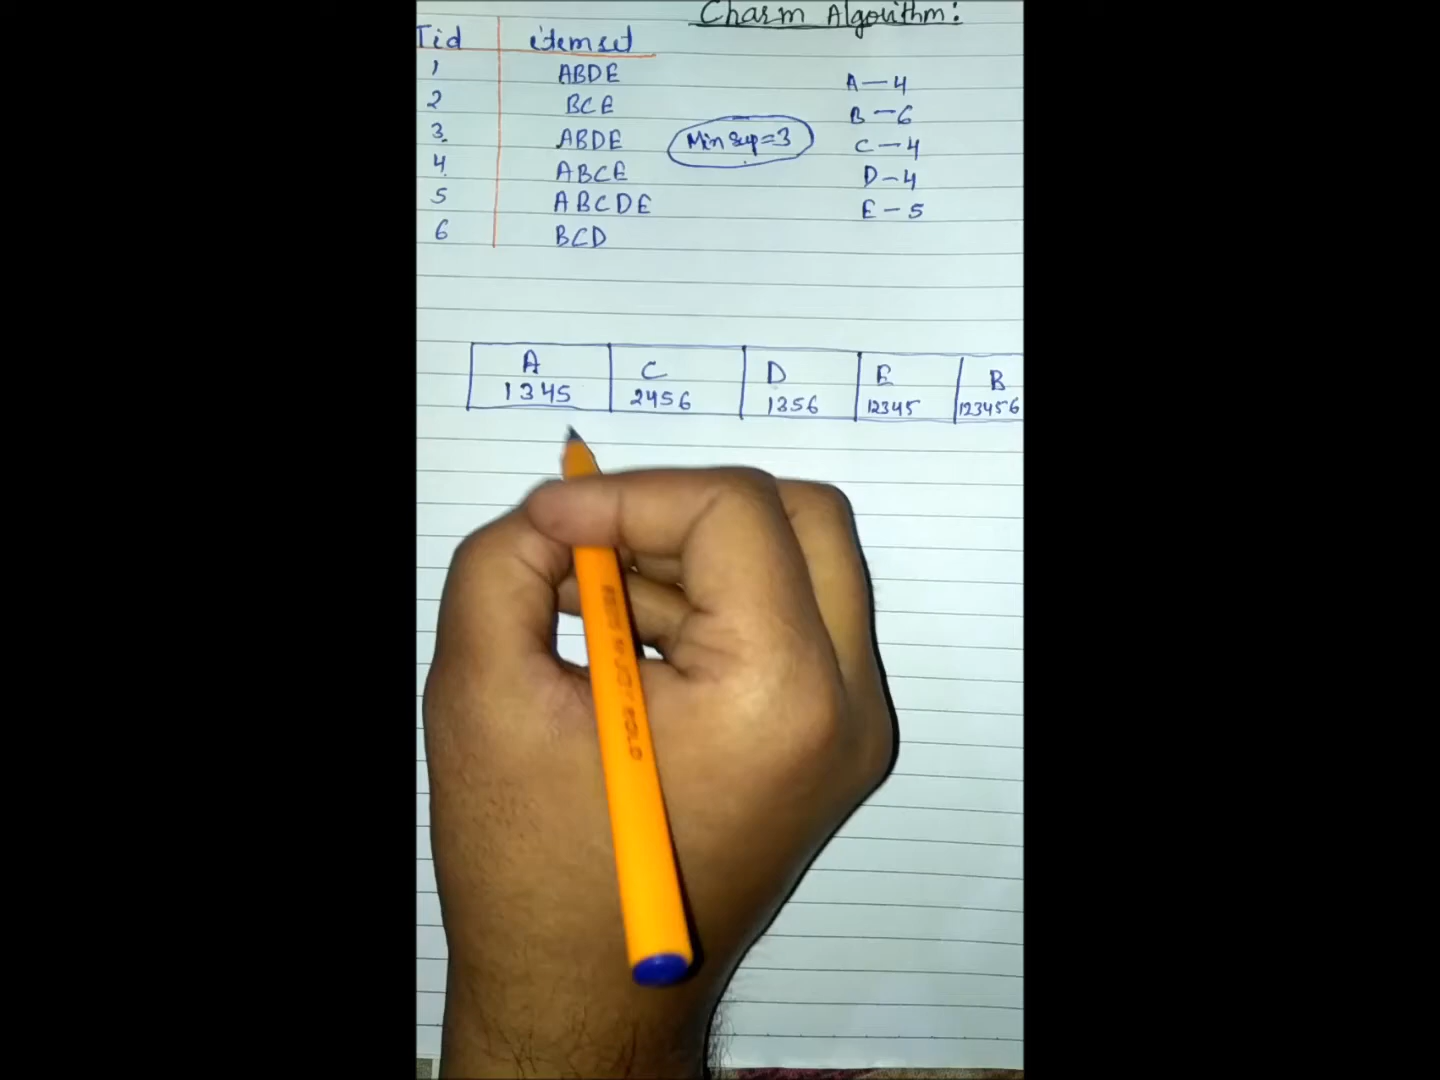 Charm Algorithm:
Tid itemset
1 ABDE
2 BCE
3. ABDE
4. ABCE
5 ABCDE
6 BCD
Min Sup=3
A-4
B-6
C-4
D-4
E-5
A C D E B
1345 2456 1356 12345 123456